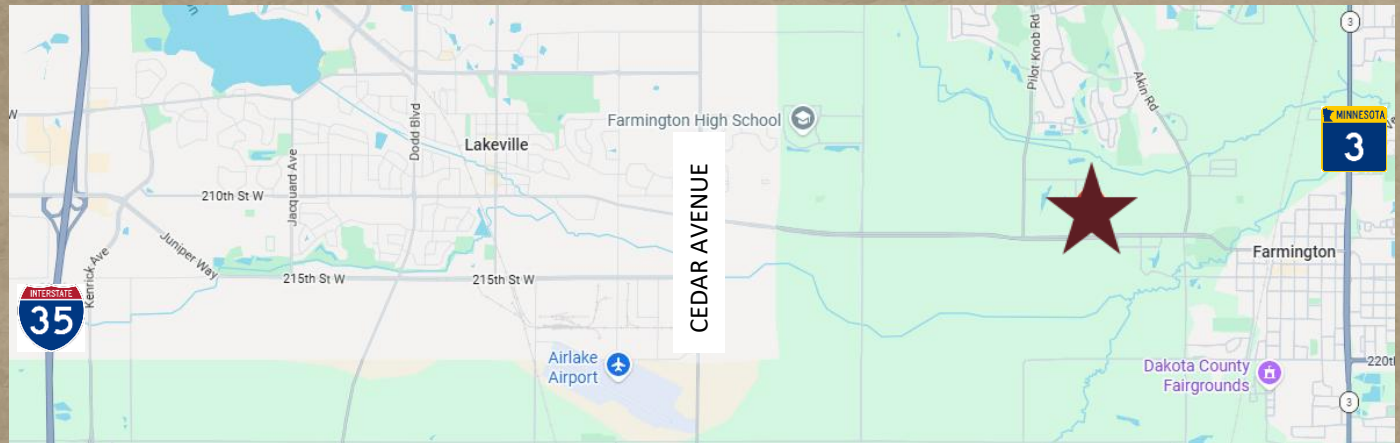 3
Pilot Knob Rd
Akin Rd
MINNESOTA
3
Farmington High School
Dodd Blvd
Lakeville
CEDAR AVENUE
Jacquard Ave
210th St W
Juniper Way
Kenrick Ave
215th St W
215th St W
Farmington
INTERSTATE
35
Airlake
Airport
Dakota County
Fairgrounds
3